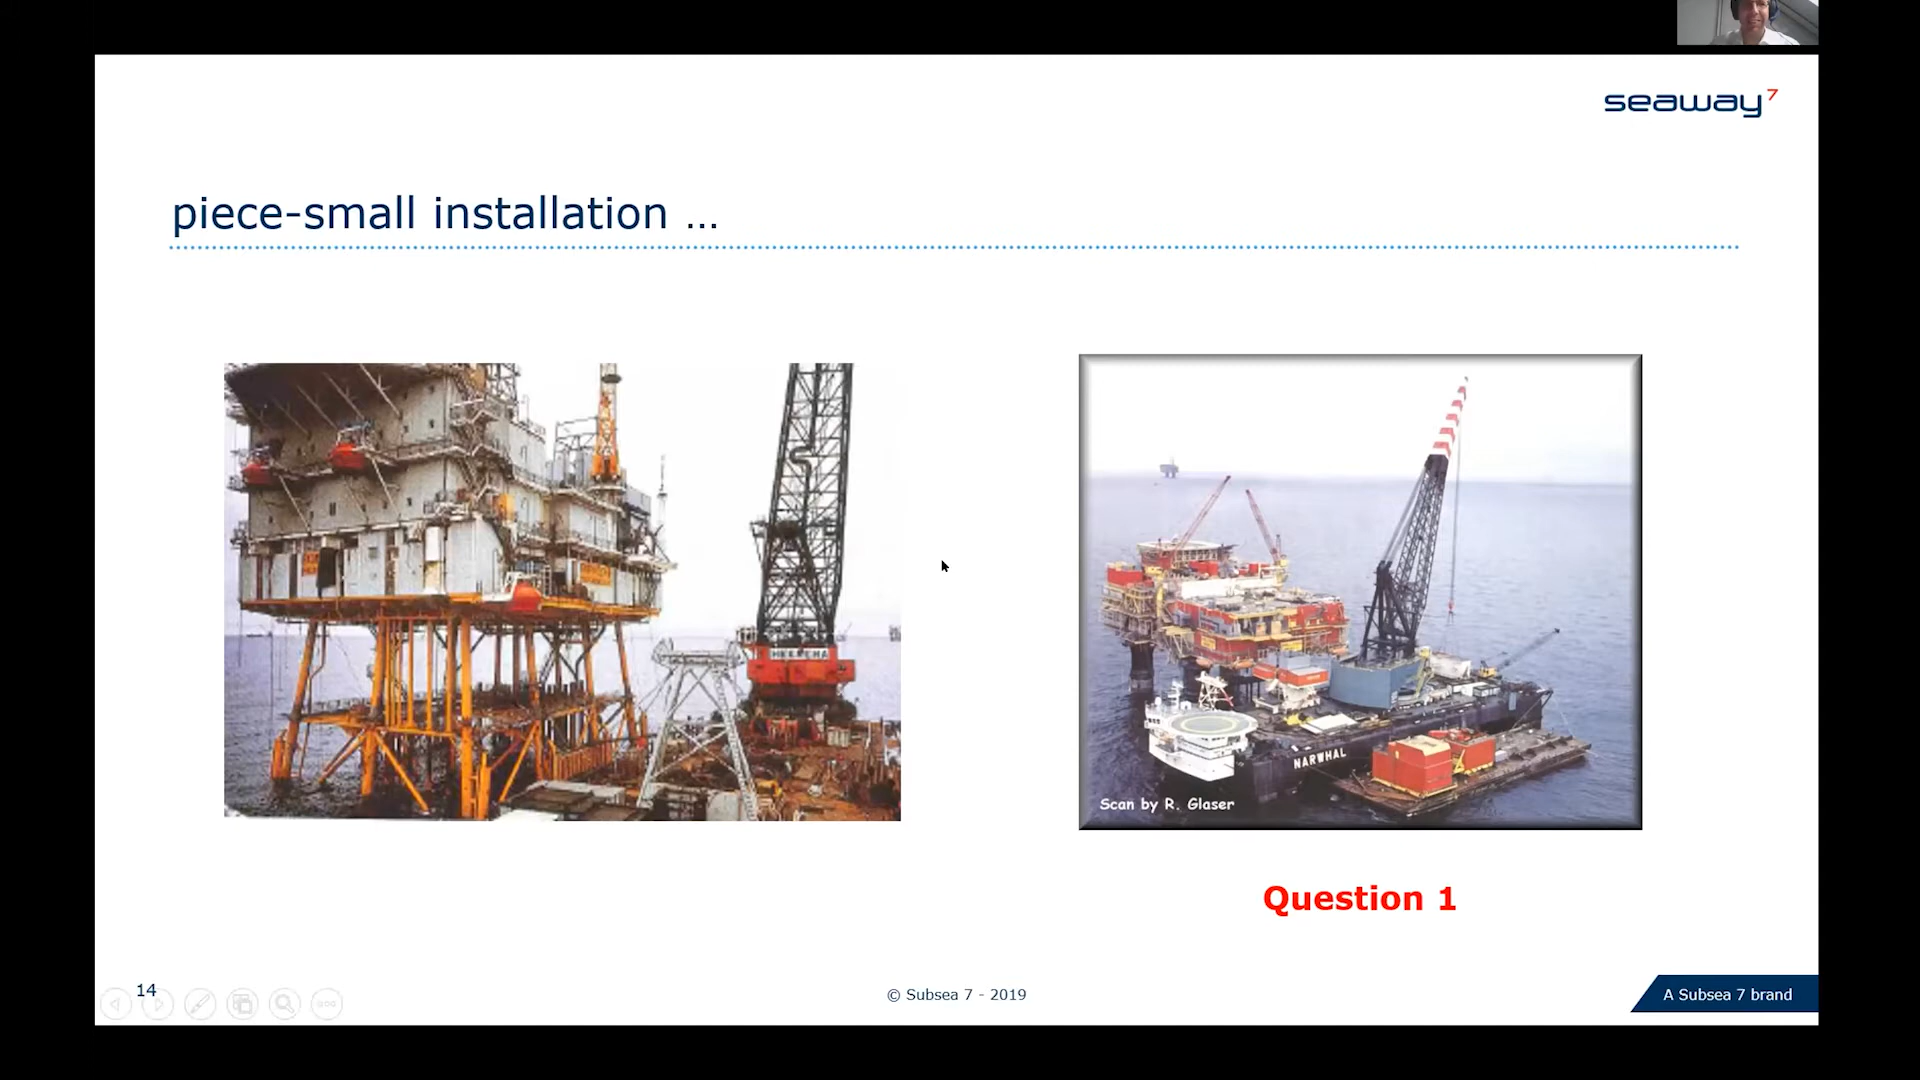 seaway7
piece-small installation ...
HEEREMA
NARWHAL
Scan by R. Glaser
Question 1
14
© Subsea 7 - 2019
A Subsea 7 brand